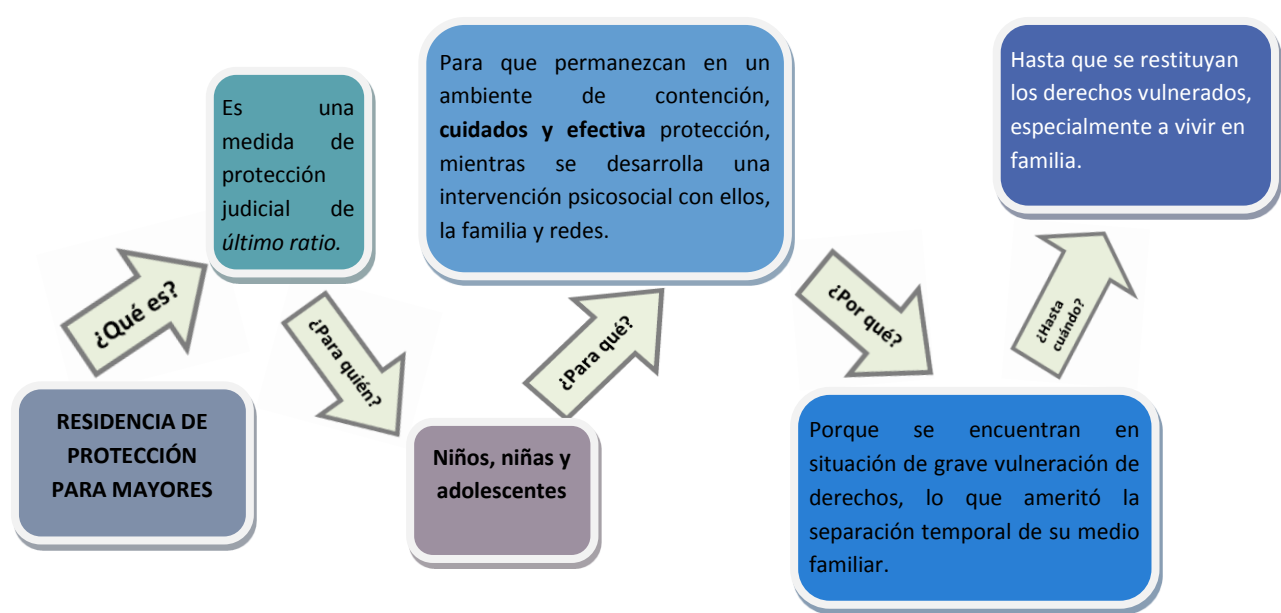 RESIDENCIA DE
PROTECCIÓN
PARA MAYORES
¿Qué es?
Es una
medida de
protección
judicial de
último ratio.
¿Para quién?
Niños, niñas y
adolescentes
¿Para qué?
Para que permanezcan en un
ambiente de contención,
cuidados y efectiva protección,
mientras se desarrolla una
intervención psicosocial con ellos,
la familia y redes.
¿Por qué?
Porque se encuentran en
situación de grave vulneración de
derechos, lo que ameritó la
separación temporal de su medio
familiar.
¿Hasta
cuándo?
Hasta que se restituyan
los derechos vulnerados,
especialmente a vivir en
familia.